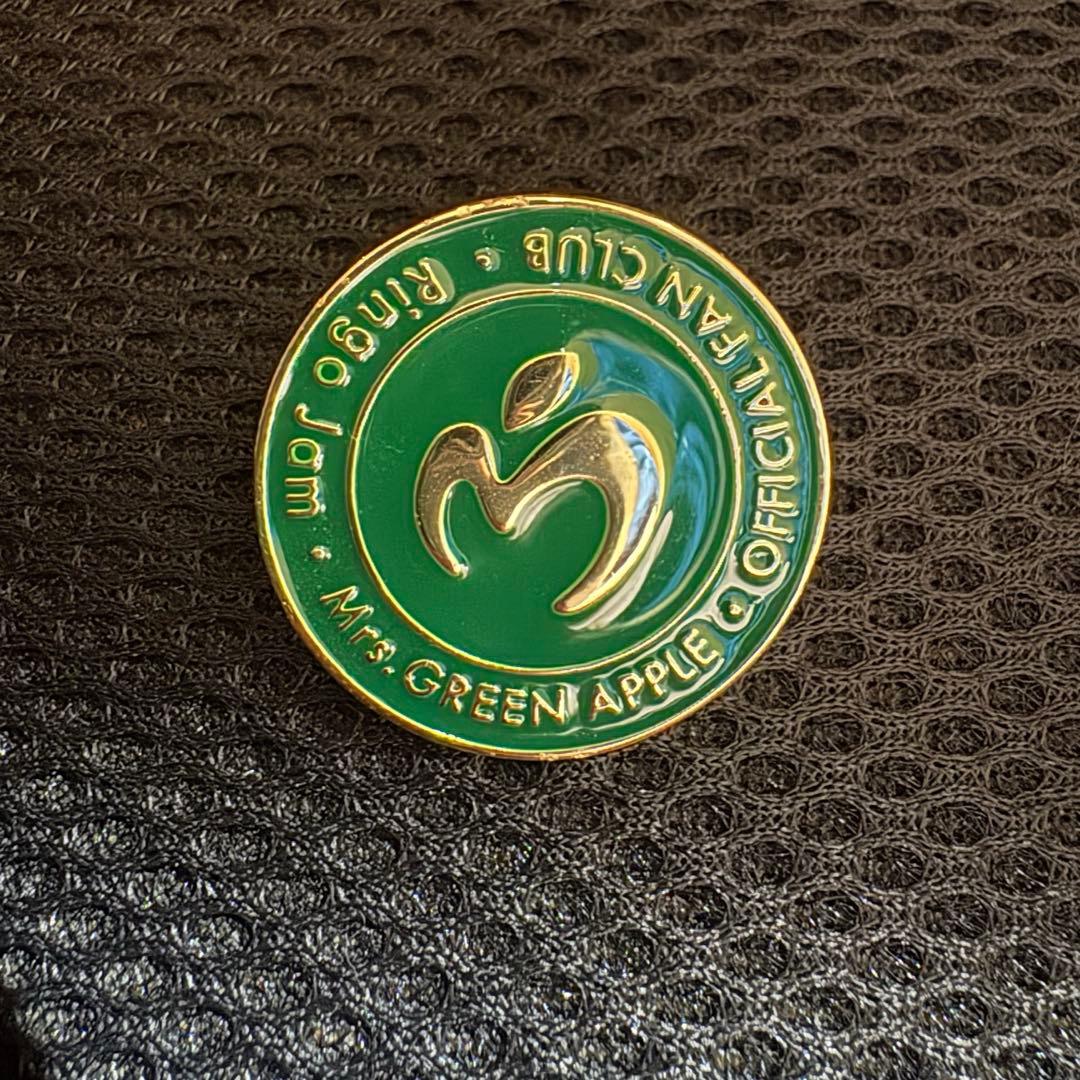 Mrs. GREEN APPLE • OFFICIAL FAN CLUB • Ringo Jam •